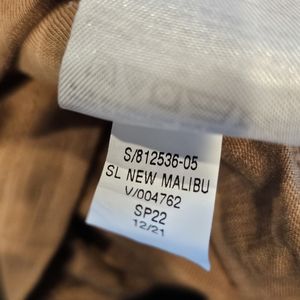 S/812536-05
SL NEW MALIBU
V/004762
SP22
12/21